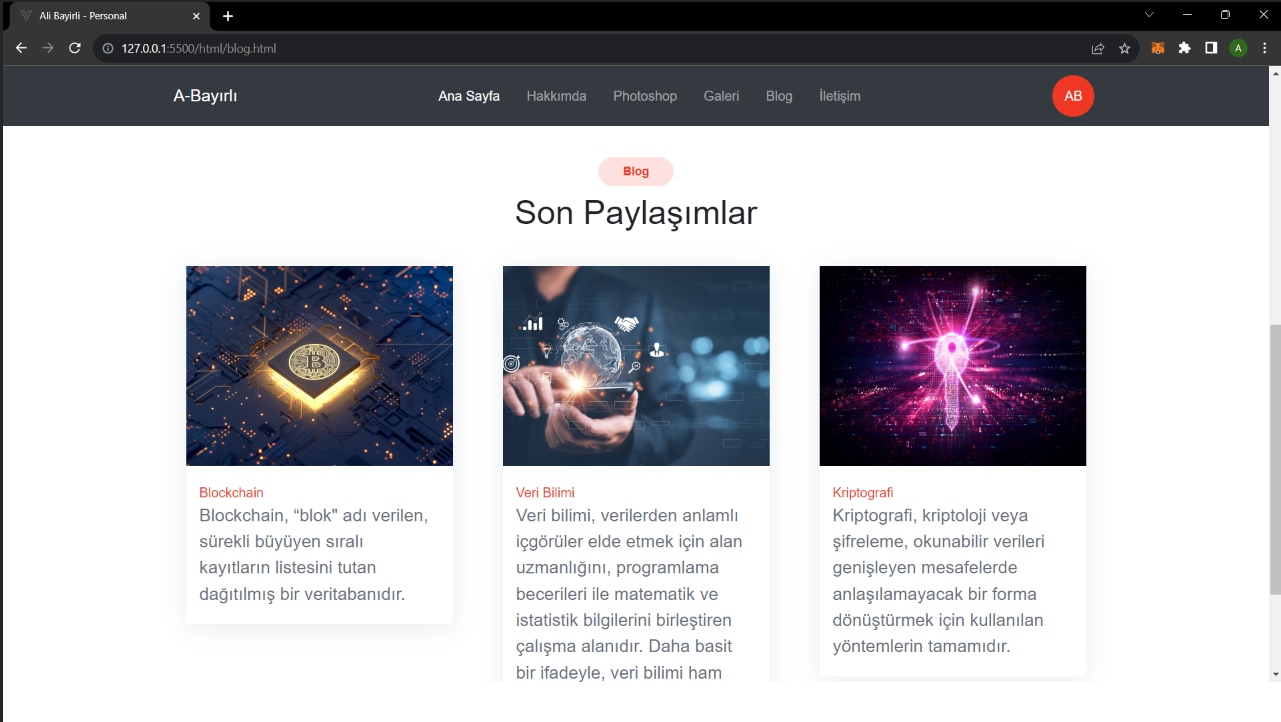 Ali Bayirli - Personal
127.0.0.1:5500/html/blog.html
A
A-Bayırlı
Ana Sayfa
Hakkımda
Photoshop
Galeri
Blog
İletişim
AB
Blog
Son Paylaşımlar
Blockchain
Blockchain, “blok" adı verilen,
sürekli büyüyen sıralı
kayıtların listesini tutan
dağıtılmış bir veritabanıdır.
Veri Bilimi
Veri bilimi, verilerden anlamlı
içgörüler elde etmek için alan
uzmanlığını, programlama
becerileri ile matematik ve
istatistik bilgilerini birleştiren
çalışma alanıdır. Daha basit
bir ifadeyle, veri bilimi ham
Kriptografi
Kriptografi, kriptoloji veya
şifreleme, okunabilir verileri
genişleyen mesafelerde
anlaşılamayacak bir forma
dönüştürmek için kullanılan
yöntemlerin tamamıdır.